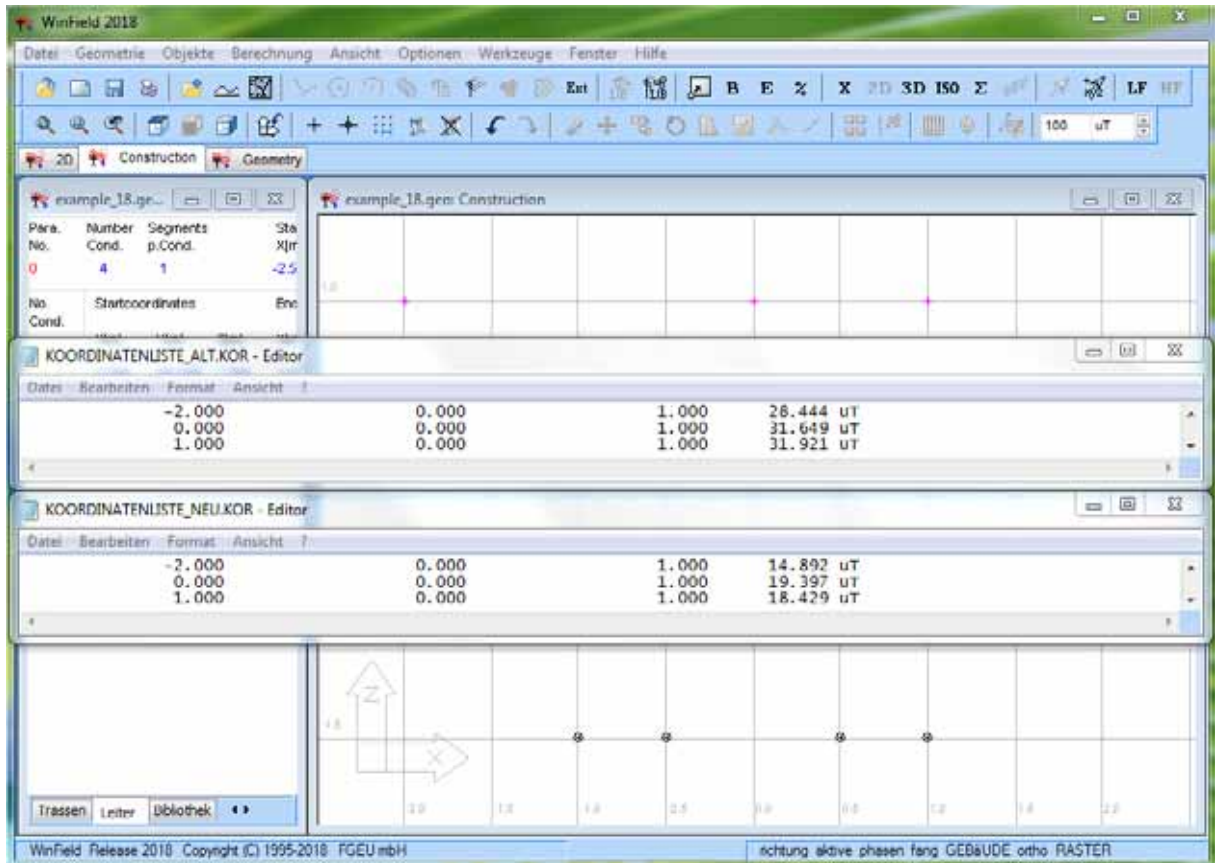 WinField 2018
Datei Geometrie Objekte Berechnung Ansicht Optionen Werkzeuge Fenster Hilfe
Ext B E % X 2D 3D ISO Σ LF HF
100 uT
2D Construction Geometry
example_18.ge...
example_18.gem: Construction
Para. Number Segments Sta
No. Cond. p.Cond. X[m
0 4 1 -2.5
No. Startcoordinates Enc
Cond.
KOORDINATENLISTE_ALT.KOR - Editor
Datei Bearbeiten Format Ansicht ?
-2.000 0.000 1.000 28.444 uT
0.000 0.000 1.000 31.649 uT
1.000 0.000 1.000 31.921 uT
KOORDINATENLISTE_NEU.KOR - Editor
Datei Bearbeiten Format Ansicht ?
-2.000 0.000 1.000 14.892 uT
0.000 0.000 1.000 19.397 uT
1.000 0.000 1.000 18.429 uT
Z
X
Trassen Leiter Bibliothek
WinField Release 2018 Copyright (C) 1995-2018 FGEU mbH
richtung aktive phasen fang GEBäUDE ortho RASTER